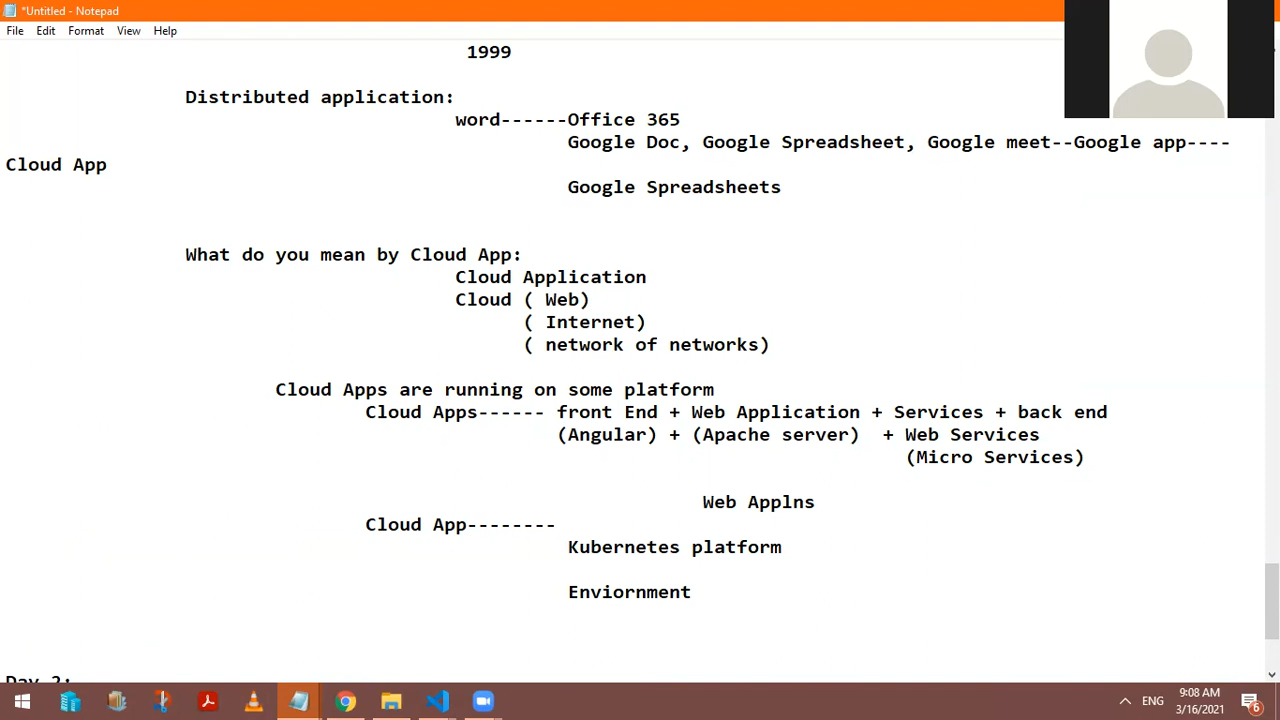 *Untitled - Notepad
File Edit Format View Help
1999
Distributed application:
word------Office 365
Google Doc, Google Spreadsheet, Google meet--Google app----
Cloud App
Google Spreadsheets
What do you mean by Cloud App:
Cloud Application
Cloud ( Web)
( Internet)
( network of networks)
Cloud Apps are running on some platform
Cloud Apps------ front End + Web Application + Services + back end
(Angular) + (Apache server) + Web Services
(Micro Services)
Web Applns
Cloud App--------
Kubernetes platform
Enviornment
Day 2:
ENG
9:08 AM
3/16/2021
6